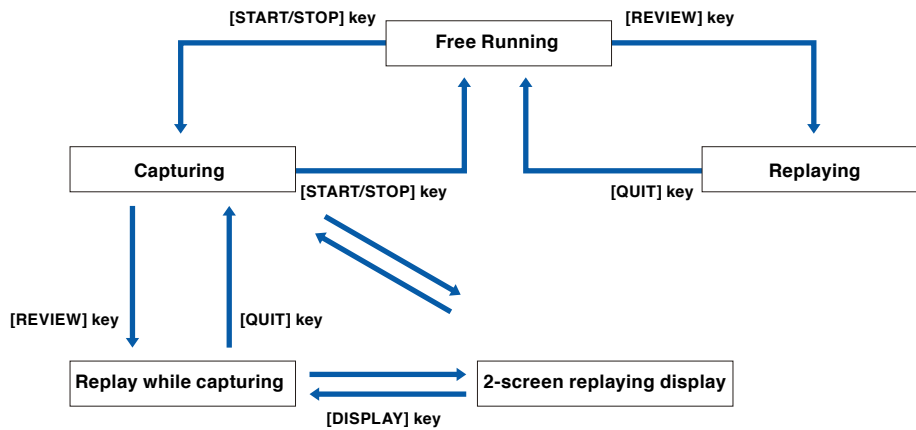 [START/STOP] key
[REVIEW] key
Free Running
Capturing
Replaying
[START/STOP] key
[QUIT] key
[REVIEW] key
[QUIT] key
Replay while capturing
2-screen replaying display
[DISPLAY] key